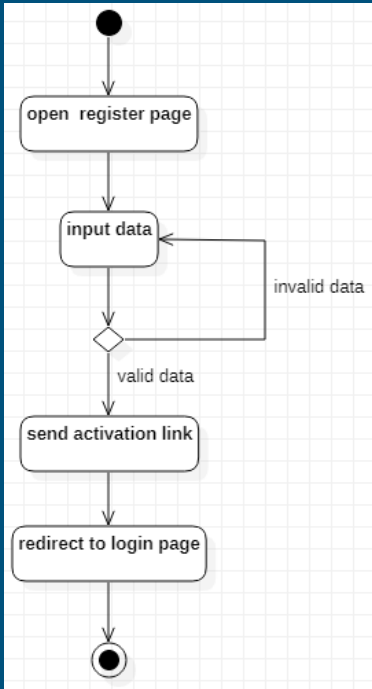 open  register page
input data
invalid data
valid data
send activation link
redirect to login page